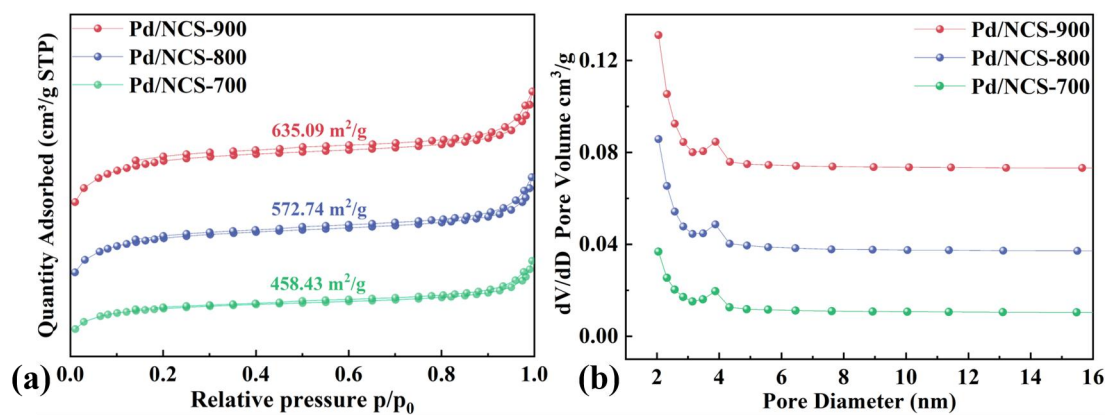 Pd/NCS-900
Pd/NCS-800
Pd/NCS-700
635.09 m²/g
572.74 m²/g
458.43 m²/g
Quantity Adsorbed (cm³/g STP)
0.0 0.2 0.4 0.6 0.8 1.0
Relative pressure p/p₀
(a)
Pd/NCS-900
Pd/NCS-800
Pd/NCS-700
dV/dD Pore Volume cm³/g
0.12
0.08
0.04
0.00
2 4 6 8 10 12 14 16
Pore Diameter (nm)
(b)